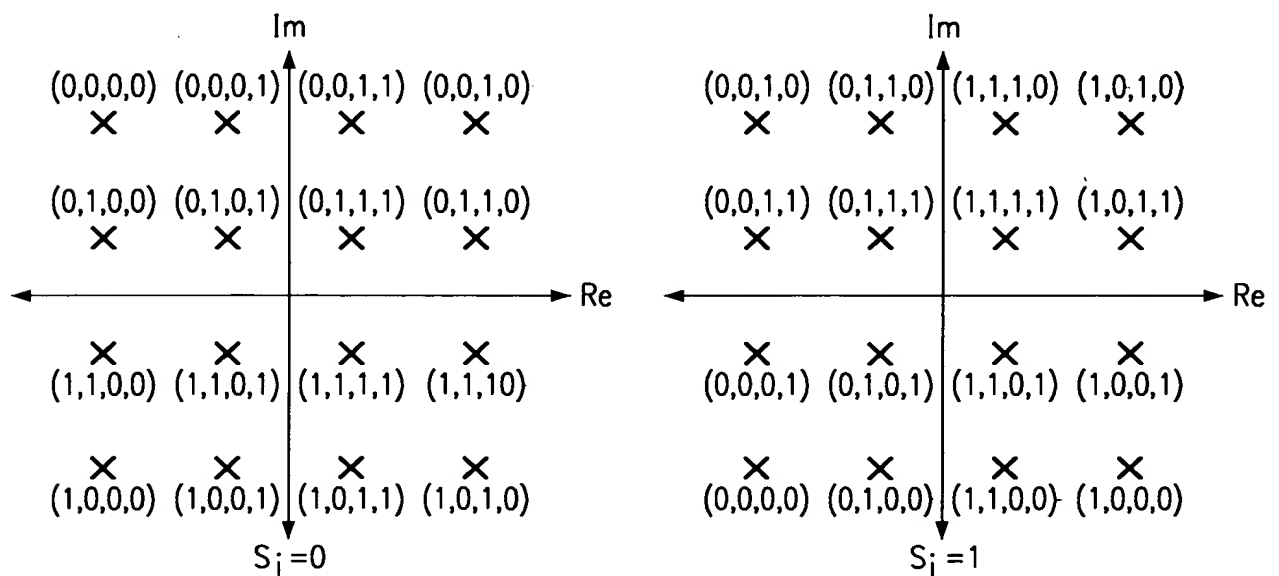 Im
(0,0,0,0) (0,0,0,1) (0,0,1,1) (0,0,1,0)
(0,1,0,0) (0,1,0,1) (0,1,1,1) (0,1,1,0)
Re
(1,1,0,0) (1,1,0,1) (1,1,1,1) (1,1,10)
(1,0,0,0) (1,0,0,1) (1,0,1,1) (1,0,1,0)
Si=0
Im
(0,0,1,0) (0,1,1,0) (1,1,1,0) (1,0,1,0)
(0,0,1,1) (0,1,1,1) (1,1,1,1) (1,0,1,1)
Re
(0,0,0,1) (0,1,0,1) (1,1,0,1) (1,0,0,1)
(0,0,0,0) (0,1,0,0) (1,1,0,0) (1,0,0,0)
Si=1